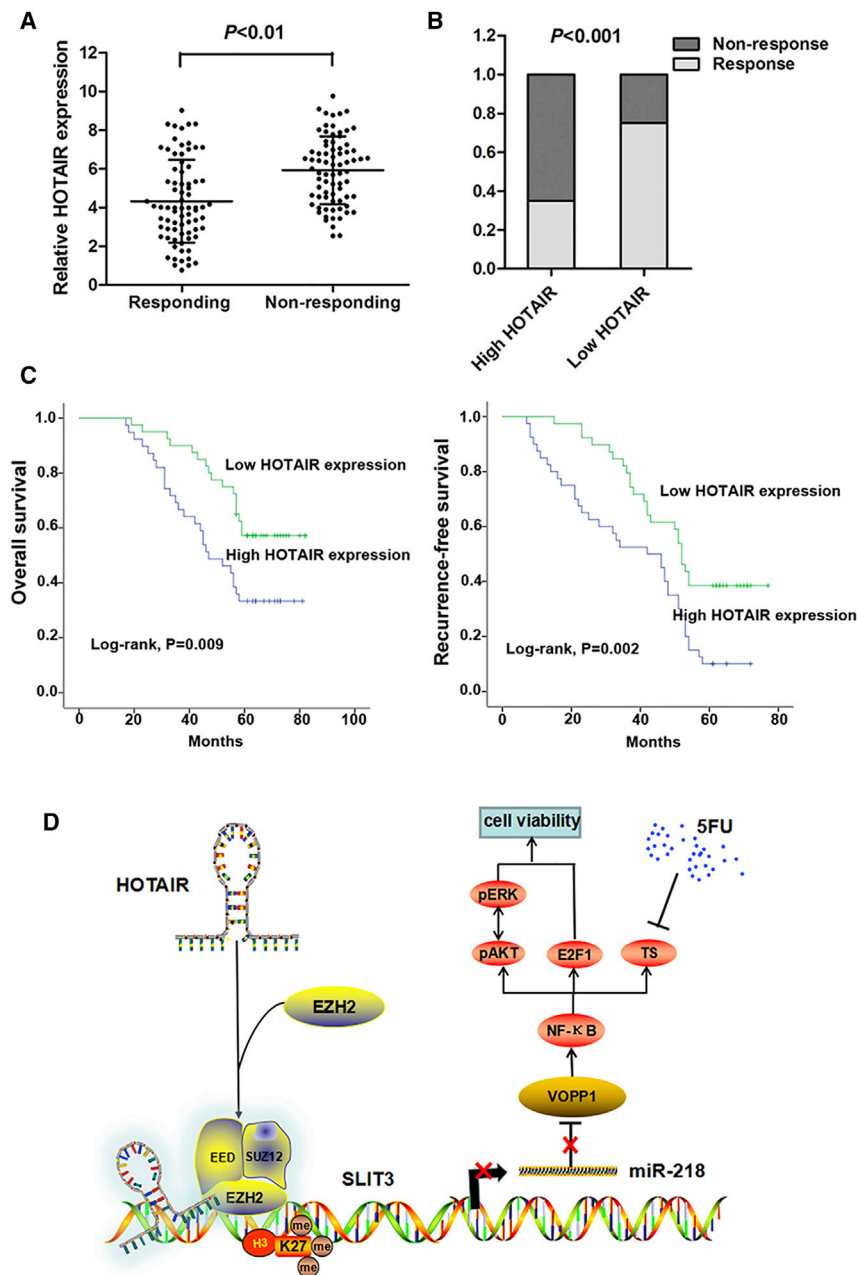 A
P<0.01
Relative HOTAIR expression
12
10
8
6
4
2
0
Responding
Non-responding
B
P<0.001
Non-response
Response
1.2
1.0
0.8
0.6
0.4
0.2
0.0
High HOTAIR
Low HOTAIR
C
Overall survival
1.0
0.8
0.6
0.4
0.2
0.0
Low HOTAIR expression
High HOTAIR expression
Log-rank, P=0.009
0 20 40 60 80 100
Months
Recurrence-free survival
1.0
0.8
0.6
0.4
0.2
0.0
Low HOTAIR expression
High HOTAIR expression
Log-rank, P=0.002
0 20 40 60 80
Months
D
HOTAIR
EZH2
EED
SUZ12
EZH2
H3
K27
me
me
me
SLIT3
cell viability
5FU
pERK
pAKT
E2F1
TS
NF-κB
VOPP1
miR-218